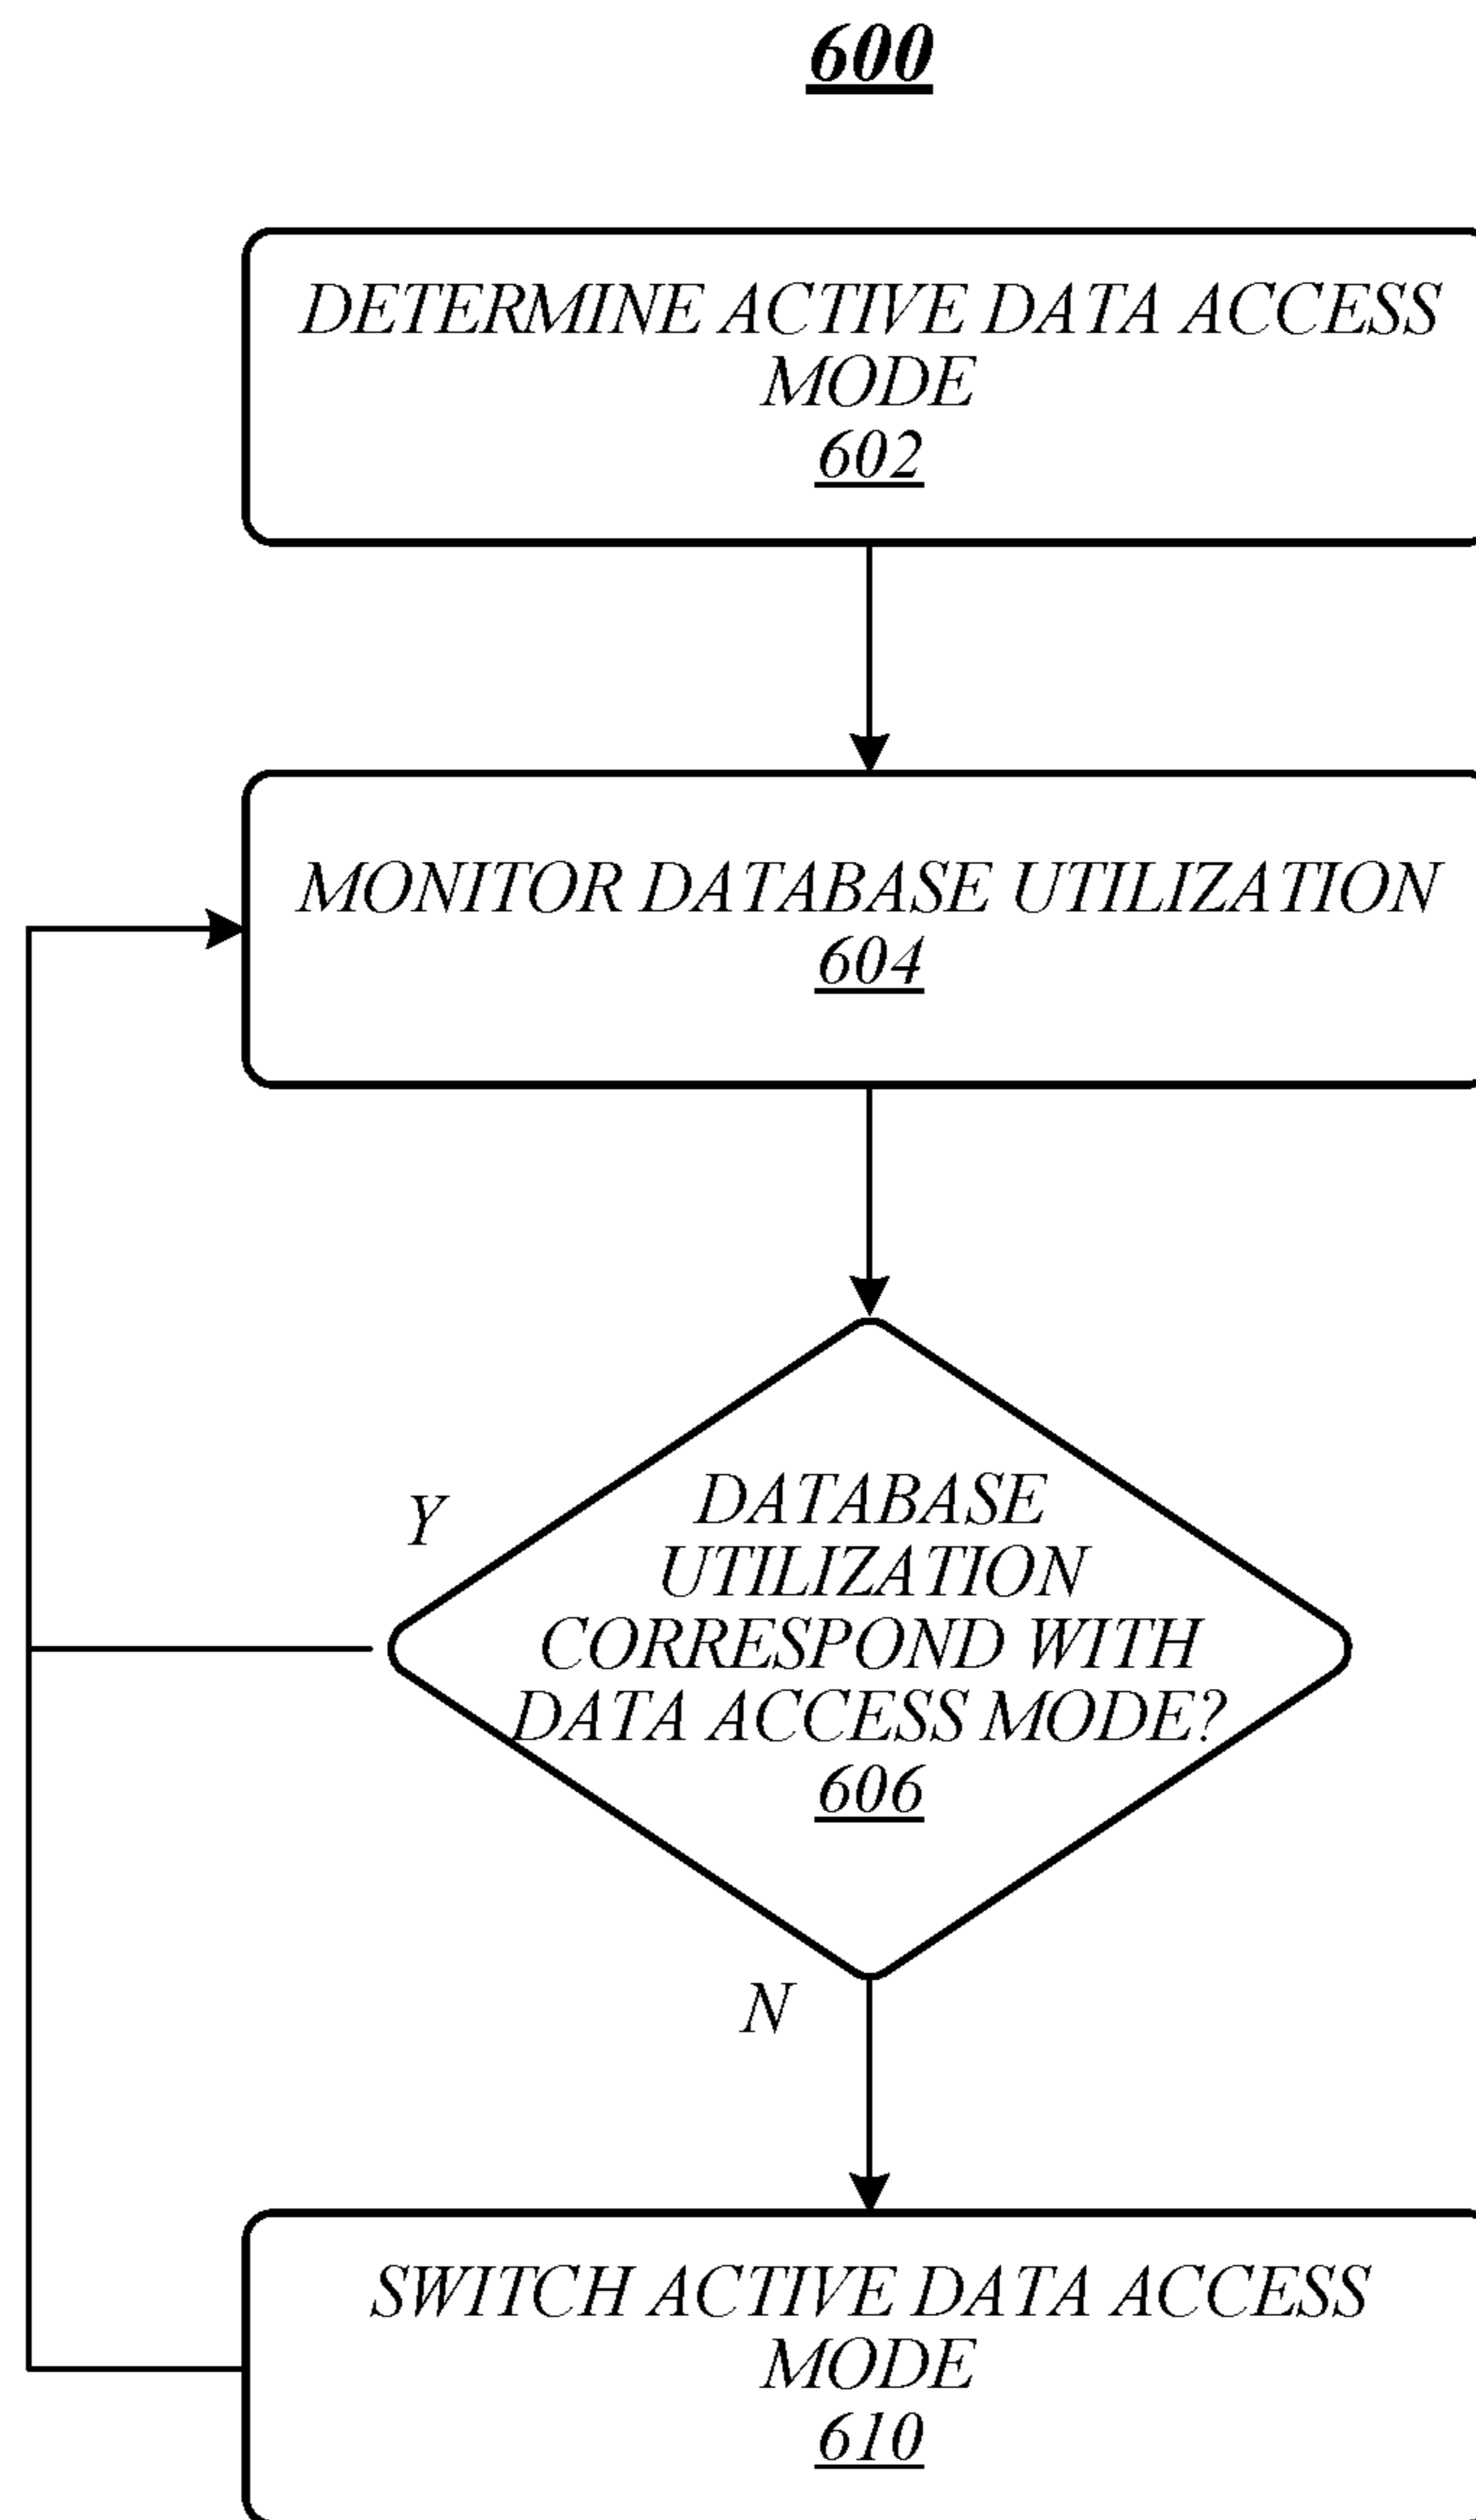 600
DETERMINE ACTIVE DATA ACCESS
MODE
602
MONITOR DATABASE UTILIZATION
604
Y
DATABASE
UTILIZATION
CORRESPOND WITH
DATA ACCESS MODE?
606
N
SWITCH ACTIVE DATA ACCESS
MODE
610